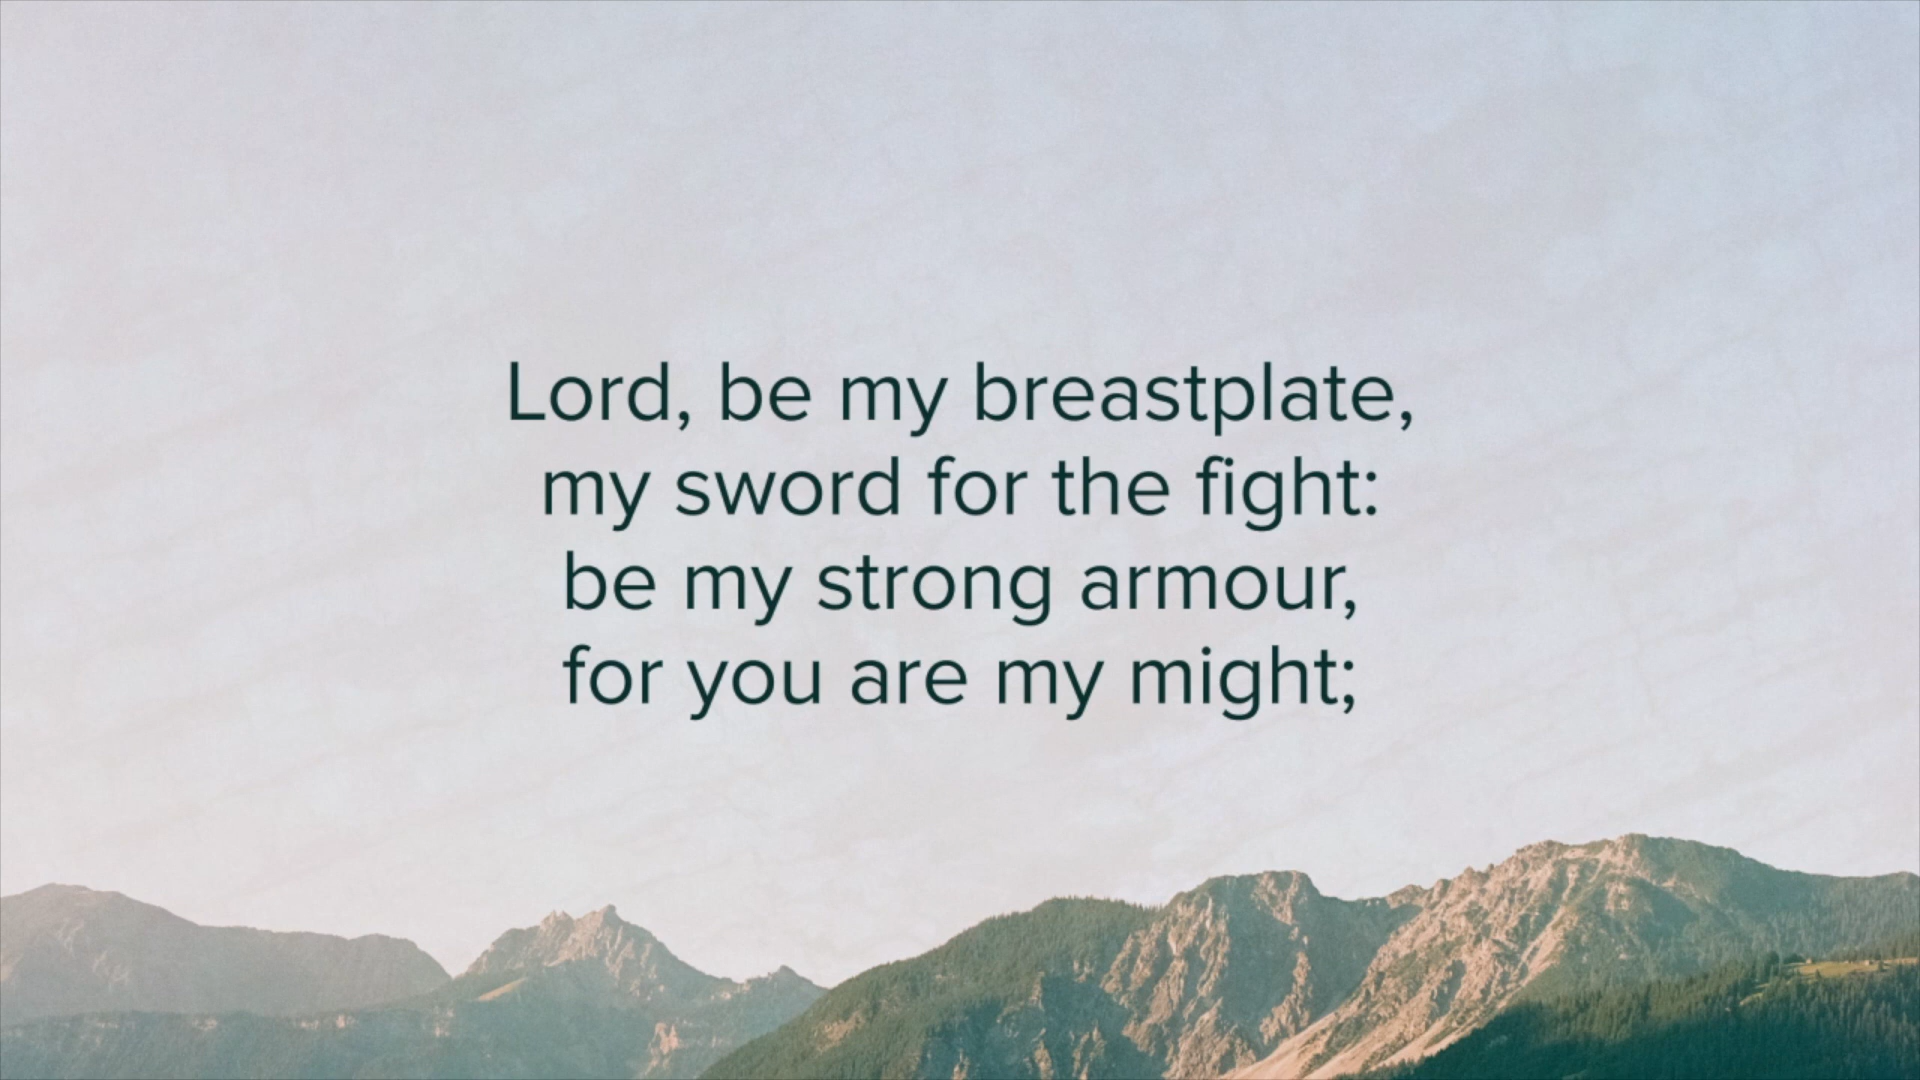 Lord, be my breastplate,
my sword for the fight:
be my strong armour,
for you are my might;